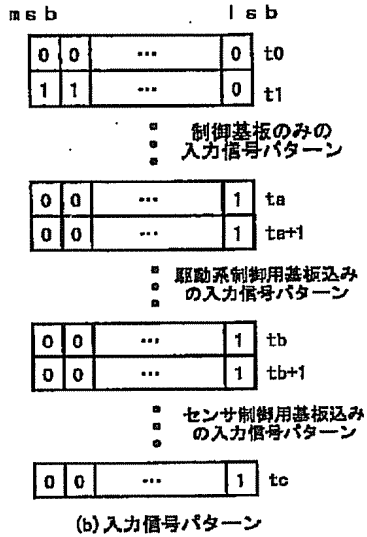 msb lsb
0 0 ... 0 t0
1 1 ... 0 t1
制御基板のみの
入力信号パターン
0 0 ... 1 ta
0 0 ... 1 ta+1
駆動系制御用基板込み
の入力信号パターン
0 0 ... 1 tb
0 0 ... 1 tb+1
センサ制御用基板込み
の入力信号パターン
0 0 ... 1 tc
(b)入力信号パターン